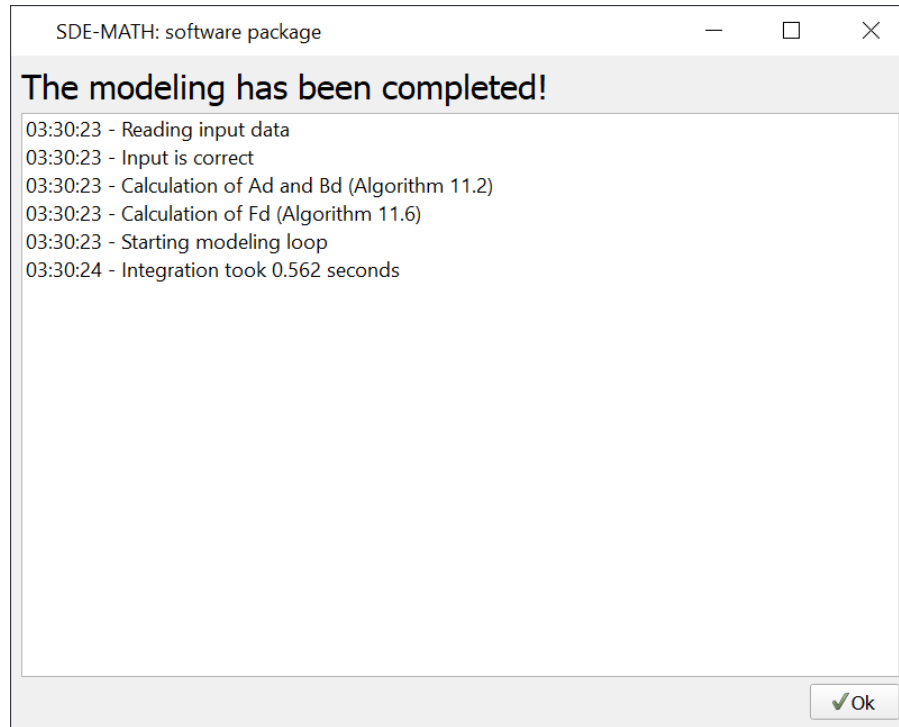 SDE-MATH: software package
The modeling has been completed!
03:30:23 - Reading input data
03:30:23 - Input is correct
03:30:23 - Calculation of Ad and Bd (Algorithm 11.2)
03:30:23 - Calculation of Fd (Algorithm 11.6)
03:30:23 - Starting modeling loop
03:30:24 - Integration took 0.562 seconds
Ok